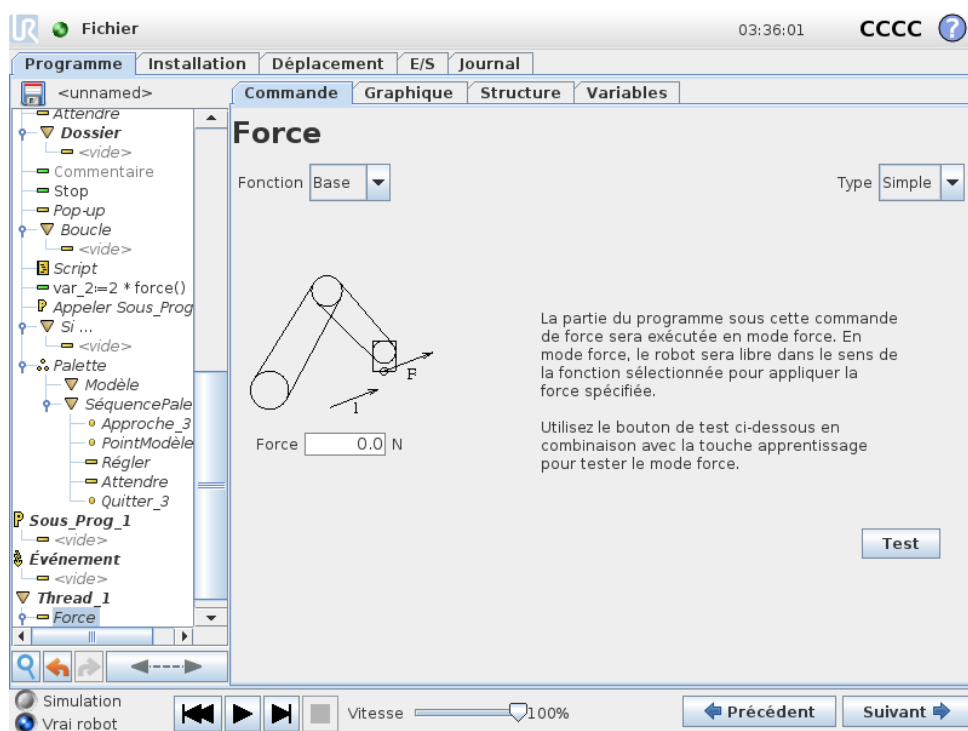 UR Fichier 03:36:01 CCCC ?
Programme Installation Déplacement E/S Journal
<unnamed>
Commande Graphique Structure Variables
Attendre
Dossier
<vide>
Commentaire
Stop
Pop-up
Boucle
<vide>
Script
var_2:=2 * force()
Appeler Sous_Prog
Si ...
<vide>
Palette
Modèle
SéquencePale
Approche_3
PointModèle
Régler
Attendre
Quitter_3
Sous_Prog_1
<vide>
Événement
<vide>
Thread_1
Force
Force
Fonction Base
Type Simple
F
1
Force 0.0 N
La partie du programme sous cette commande
de force sera exécutée en mode force. En
mode force, le robot sera libre dans le sens de
la fonction sélectionnée pour appliquer la
force spécifiée.
Utilisez le bouton de test ci-dessous en
combinaison avec la touche apprentissage
pour tester le mode force.
Test
Simulation
Vrai robot
Vitesse 100%
Précédent
Suivant